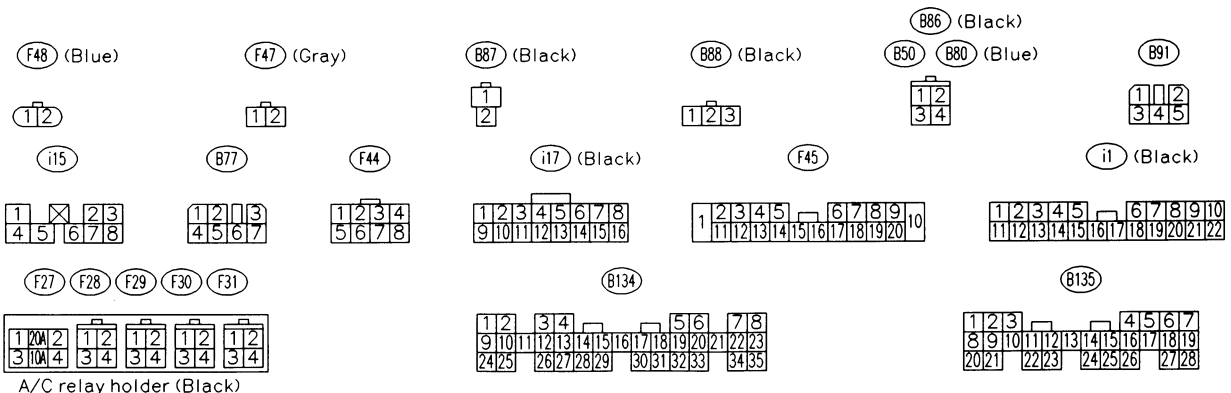 B86 (Black)
F48 (Blue) F47 (Gray) B87 (Black) B88 (Black) B50 B80 (Blue) B91
1 1 2 1 2
1 2 1 2 2 1 2 3 3 4 3 4 5
i15 B77 F44 i17 (Black) F45 i1 (Black)
1 2 3 1 2 3 1 2 3 4 1 2 3 4 5 6 7 8 1 2 3 4 5 6 7 8 9 10 1 2 3 4 5 6 7 8 9 10
4 5 6 7 8 4 5 6 7 5 6 7 8 9 10 11 12 13 14 15 16 11 12 13 14 15 16 17 18 19 20 11 12 13 14 15 16 17 18 19 20 21 22
F27 F28 F29 F30 F31 B134 B135
1 20A 2 1 2 1 2 1 2 1 2 1 2 3 4 5 6 7 8 1 2 3 4 5 6 7
3 10A 4 3 4 3 4 3 4 3 4 9 10 11 12 13 14 15 16 17 18 19 20 21 22 23 8 9 10 11 12 13 14 15 16 17 18 19
24 25 26 27 28 29 30 31 32 33 34 35 20 21 22 23 24 25 26 27 28
A/C relay holder (Black)